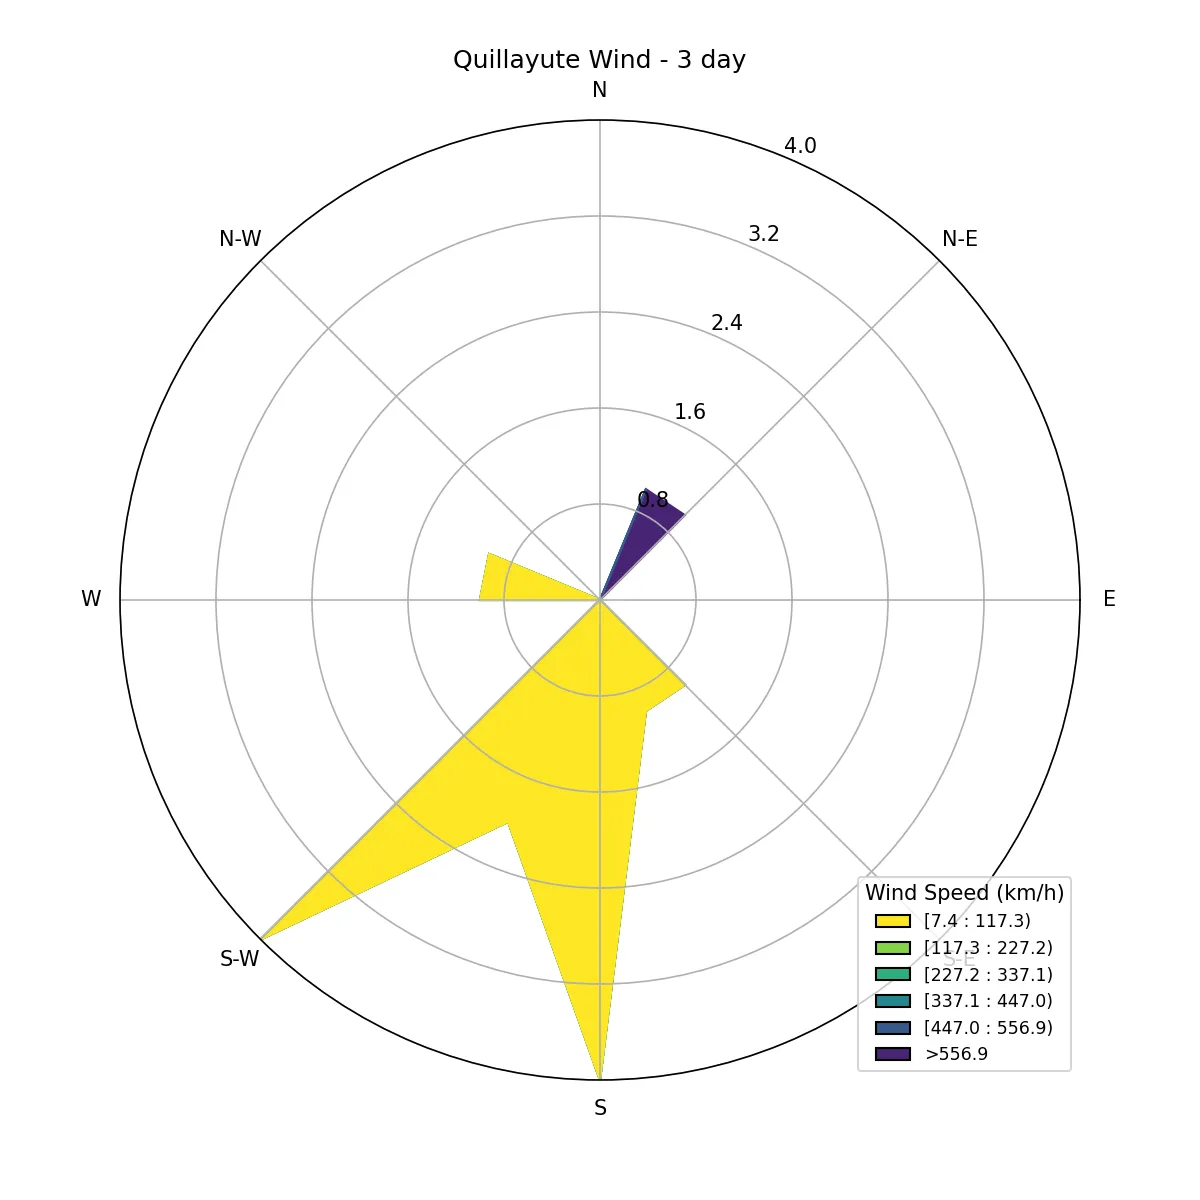 Quillayute Wind - 3 day
N
4.0
N-W
3.2
N-E
2.4
1.6
0.8
W
E
Wind Speed (km/h)
[7.4 : 117.3)
[117.3 : 227.2)
S-W
S-E
[227.2 : 337.1)
[337.1 : 447.0)
[447.0 : 556.9)
>556.9
S